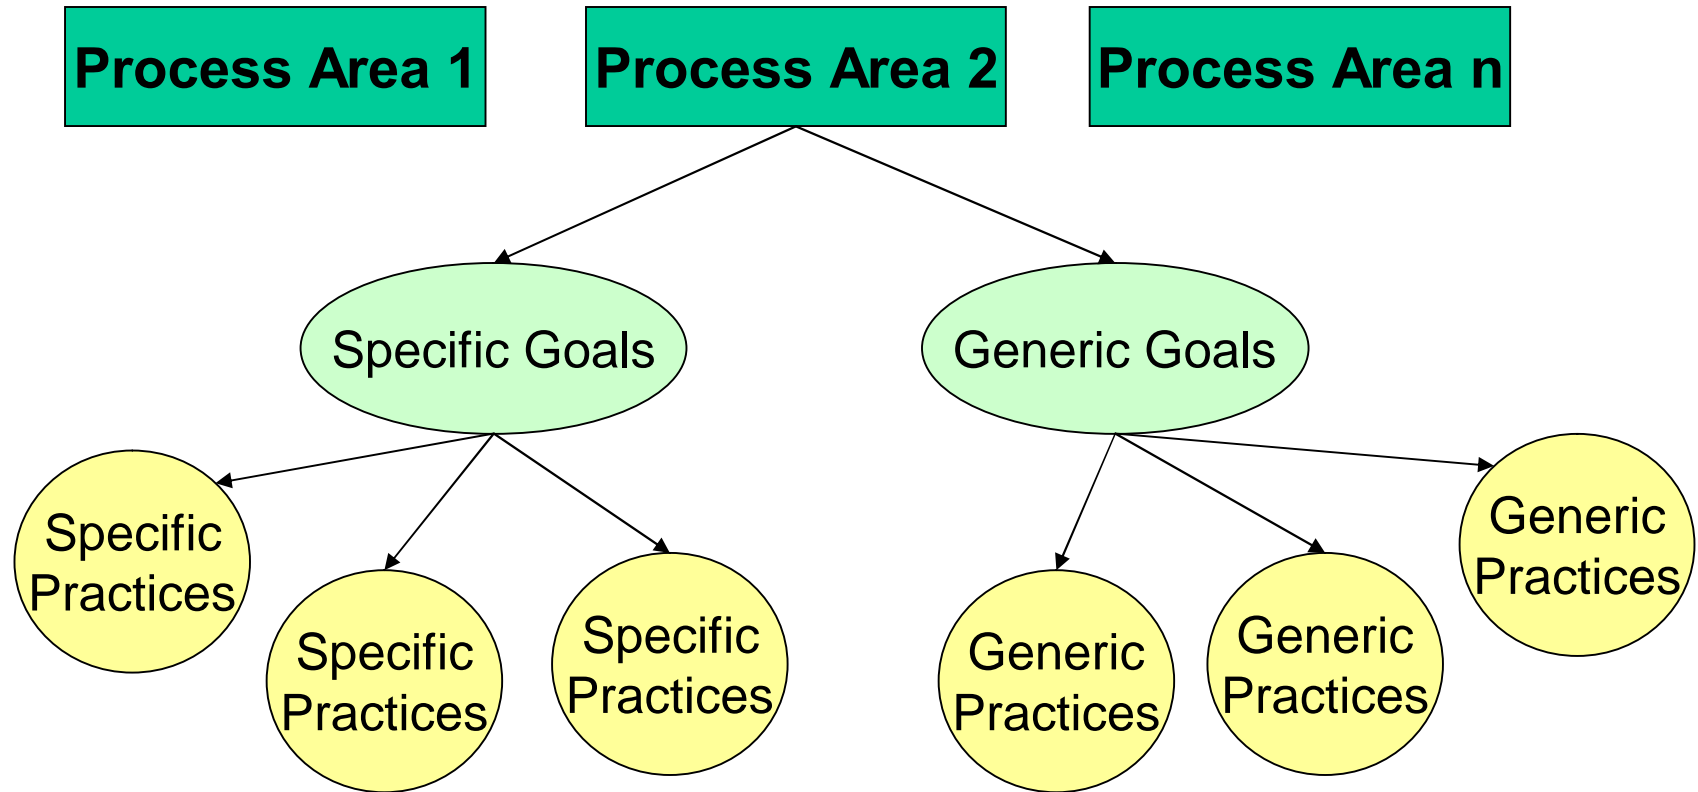 Process Area 1
Process Area 2
Process Area n
Specific Goals
Generic Goals
Specific
Practices
Specific
Practices
Specific
Practices
Generic
Practices
Generic
Practices
Generic
Practices